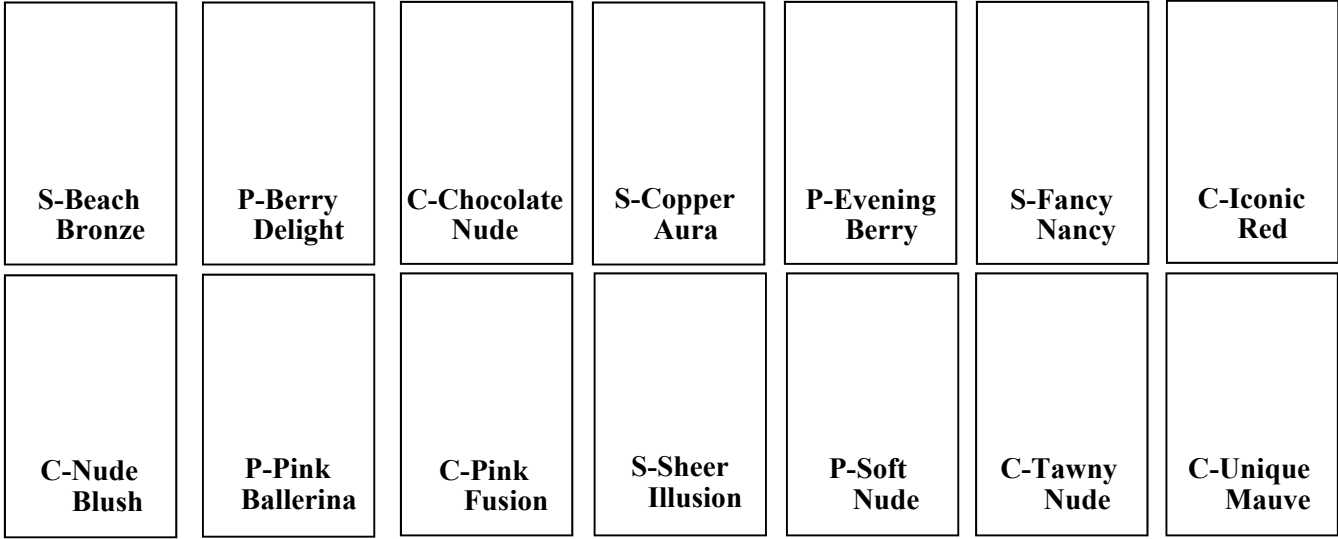 S-Beach
Bronze
P-Berry
Delight
C-Chocolate
Nude
S-Copper
Aura
P-Evening
Berry
S-Fancy
Nancy
C-Iconic
Red
C-Nude
Blush
P-Pink
Ballerina
C-Pink
Fusion
S-Sheer
Illusion
P-Soft
Nude
C-Tawny
Nude
C-Unique
Mauve